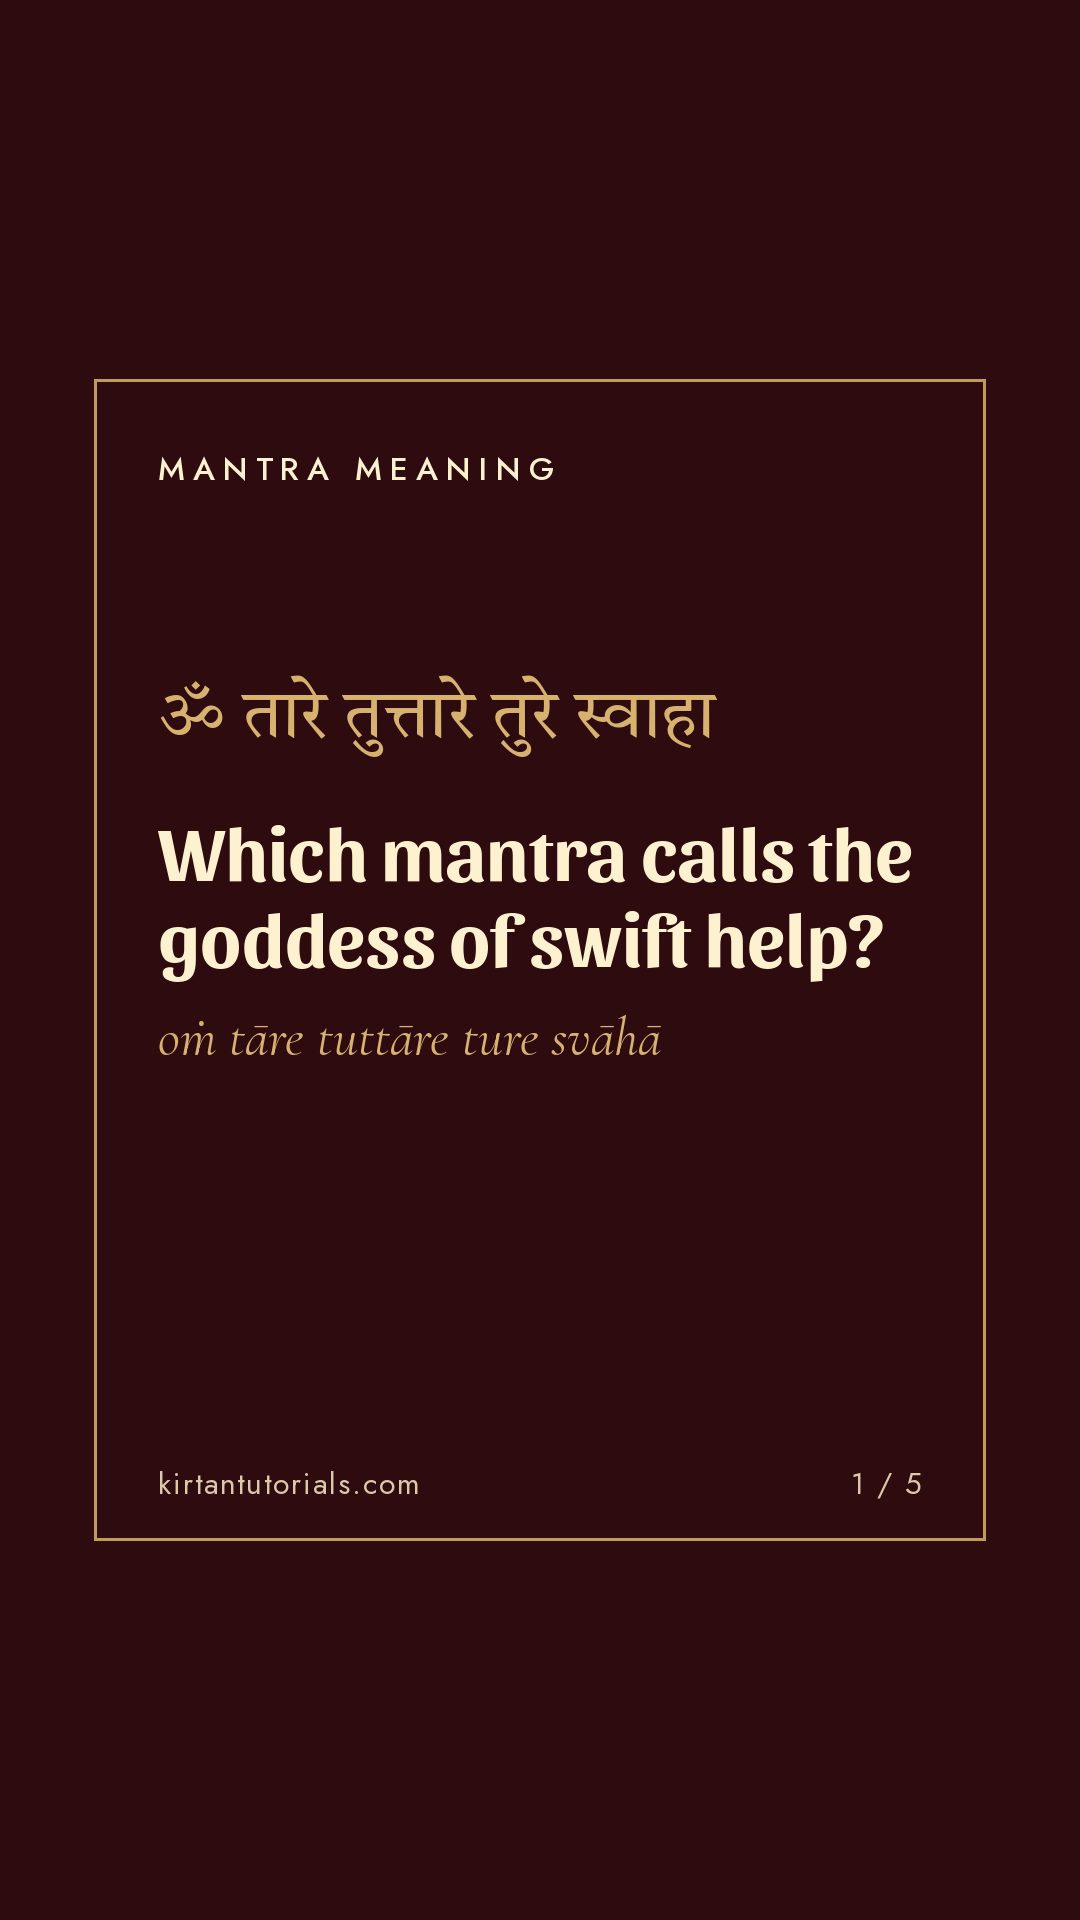 MANTRA MEANING
ॐ तारे तुत्तारे तुरे स्वाहा
Which mantra calls the
goddess of swift help?
oṁ tāre tuttāre ture svāhā
kirtantutorials.com
1 / 5